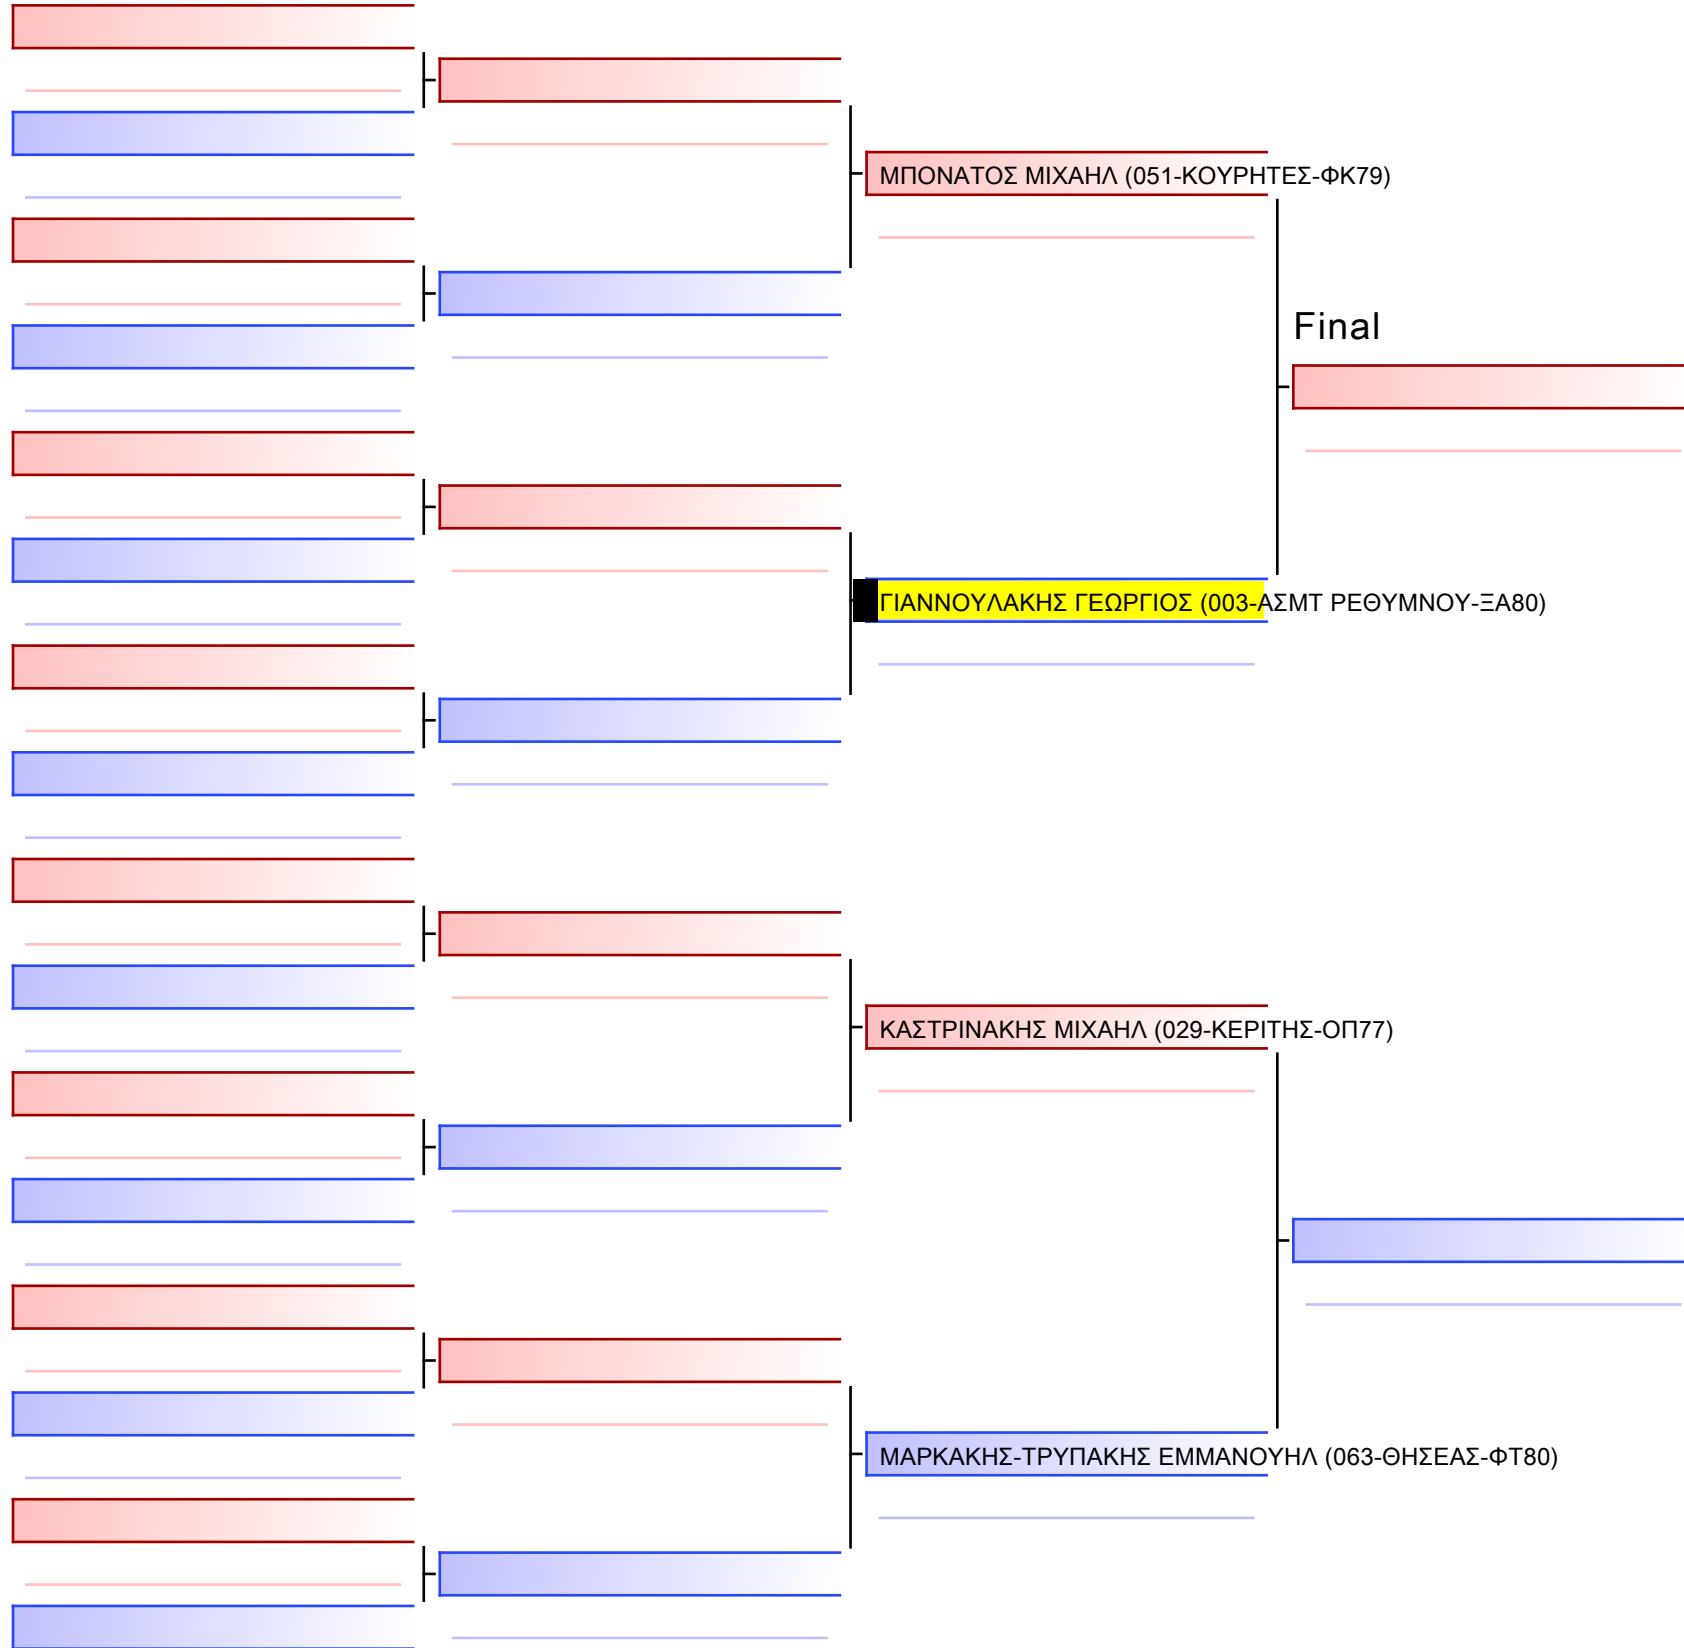 ΜΠΟΝΑΤΟΣ ΜΙΧΑΗΛ (051-ΚΟΥΡΗΤΕΣ-ΦΚ79)
Final
ΓΙΑΝΝΟΥΛΑΚΗΣ ΓΕΩΡΓΙΟΣ (003-ΑΣΜΤ ΡΕΘΥΜΝΟΥ-ΞΑ80)
ΚΑΣΤΡΙΝΑΚΗΣ ΜΙΧΑΗΛ (029-ΚΕΡΙΤΗΣ-ΟΠ77)
ΜΑΡΚΑΚΗΣ-ΤΡΥΠΑΚΗΣ ΕΜΜΑΝΟΥΗΛ (063-ΘΗΣΕΑΣ-ΦΤ80)